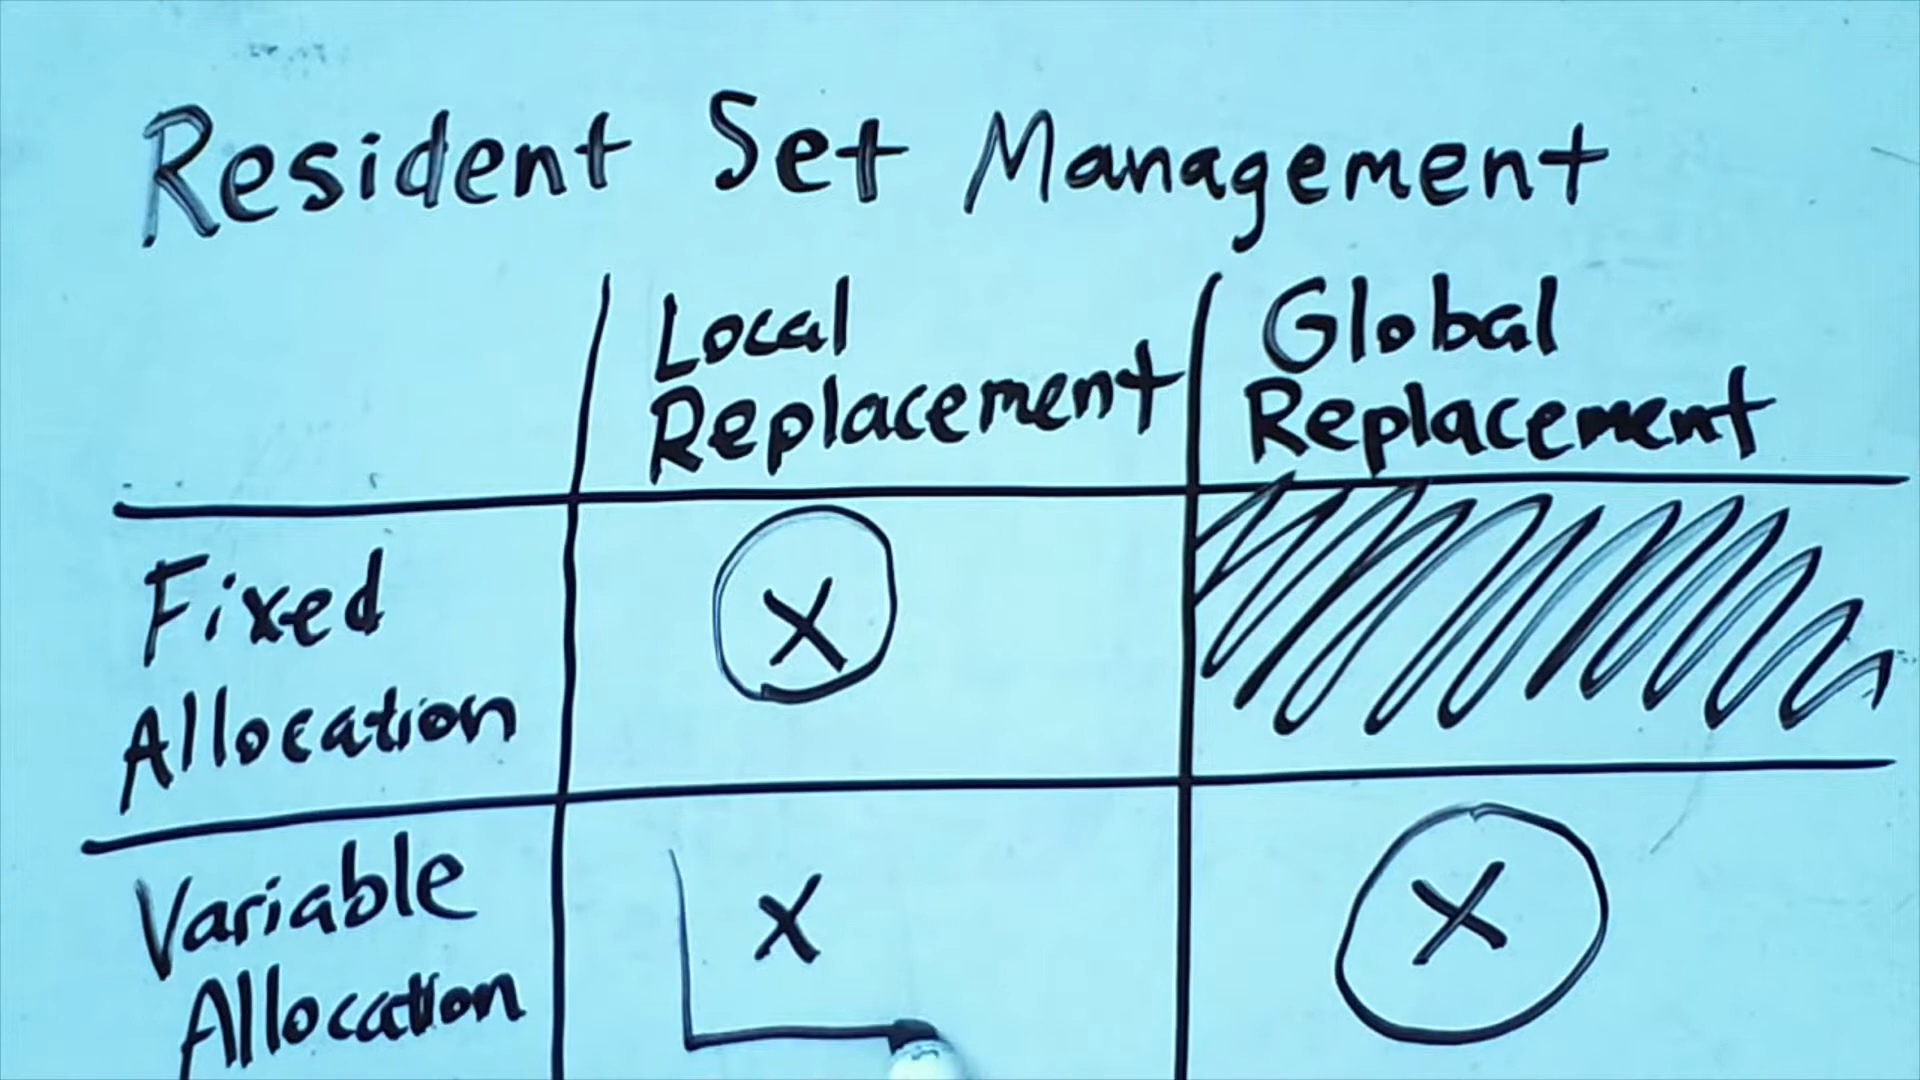 Resident Set Management
Local
Replacement
Global
Replacement
Fixed
Allocation
X
Variable
Allocation
X
X